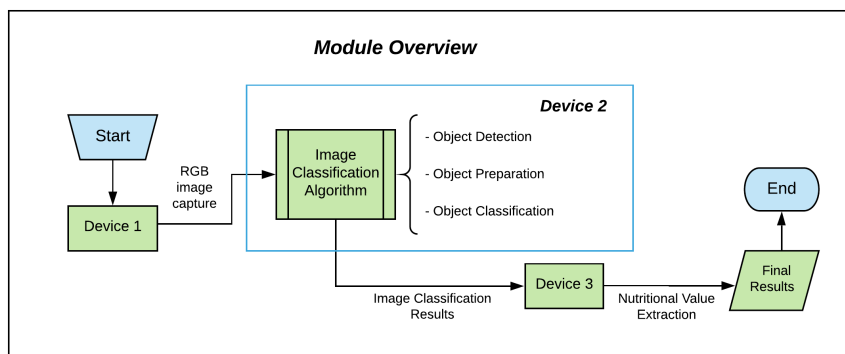 Module Overview
Device 2
Start
Image
Classification
Algorithm
- Object Detection
- Object Preparation
- Object Classification
RGB
image
capture
Device 1
End
Device 3
Final
Results
Image Classification
Results
Nutritional Value
Extraction